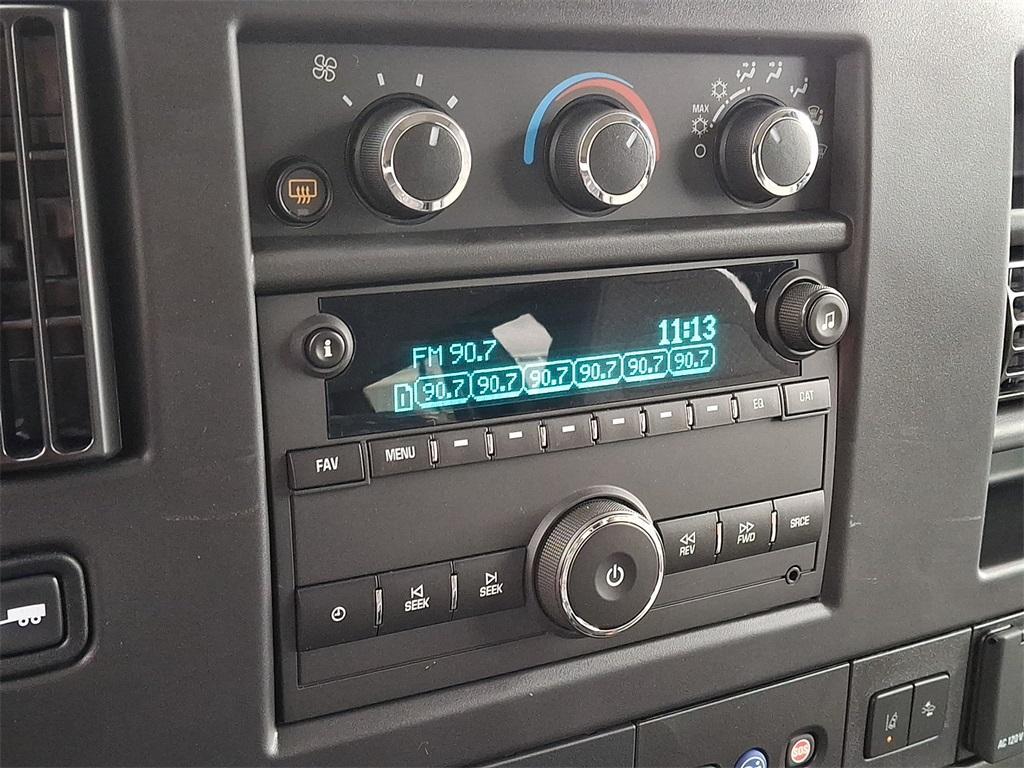 MAX
i
11:13
FM 90.7
90.7 90.7 90.7 90.7 90.7 90.7
FAV MENU EQ CAT
REV FWD SRCE
SEEK SEEK
SOS
AC 120V